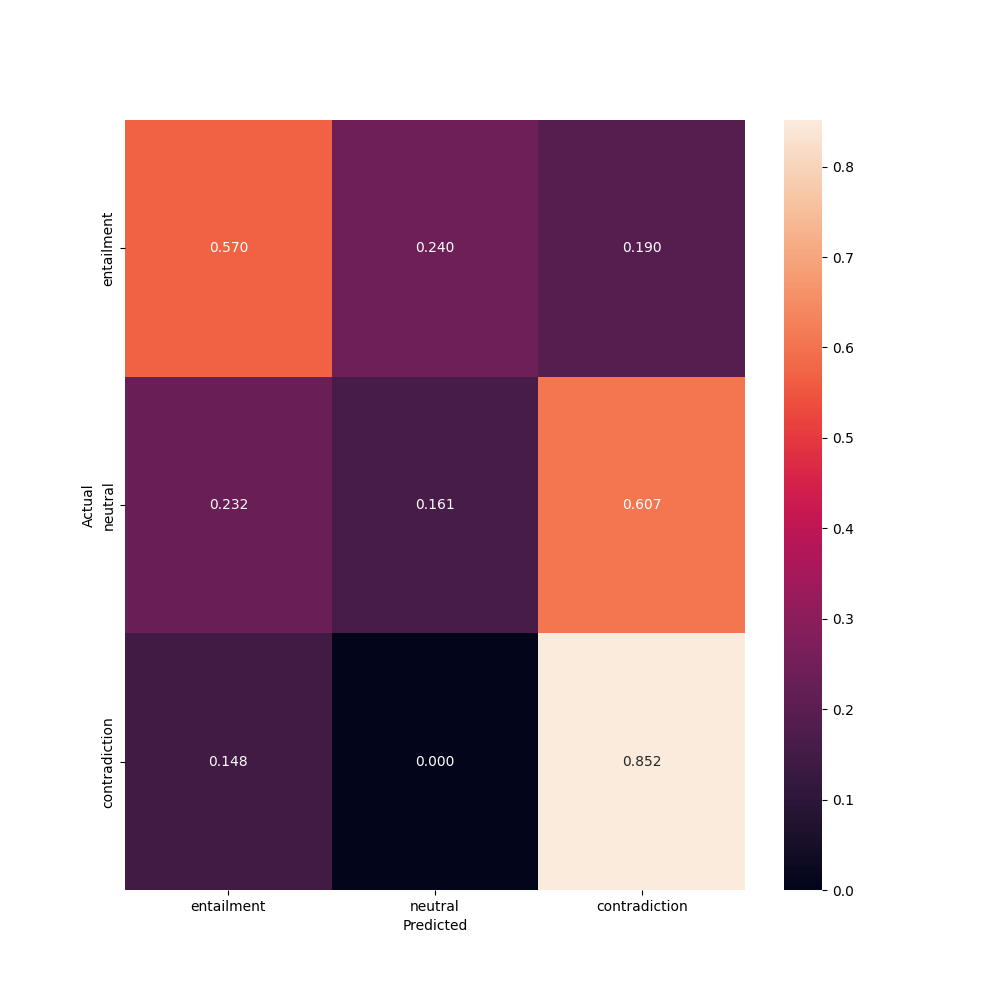 entailment
0.570 0.240 0.190
Actual
neutral
0.232 0.161 0.607
contradiction
0.148 0.000 0.852
entailment neutral contradiction
Predicted
0.8
0.7
0.6
0.5
0.4
0.3
0.2
0.1
0.0